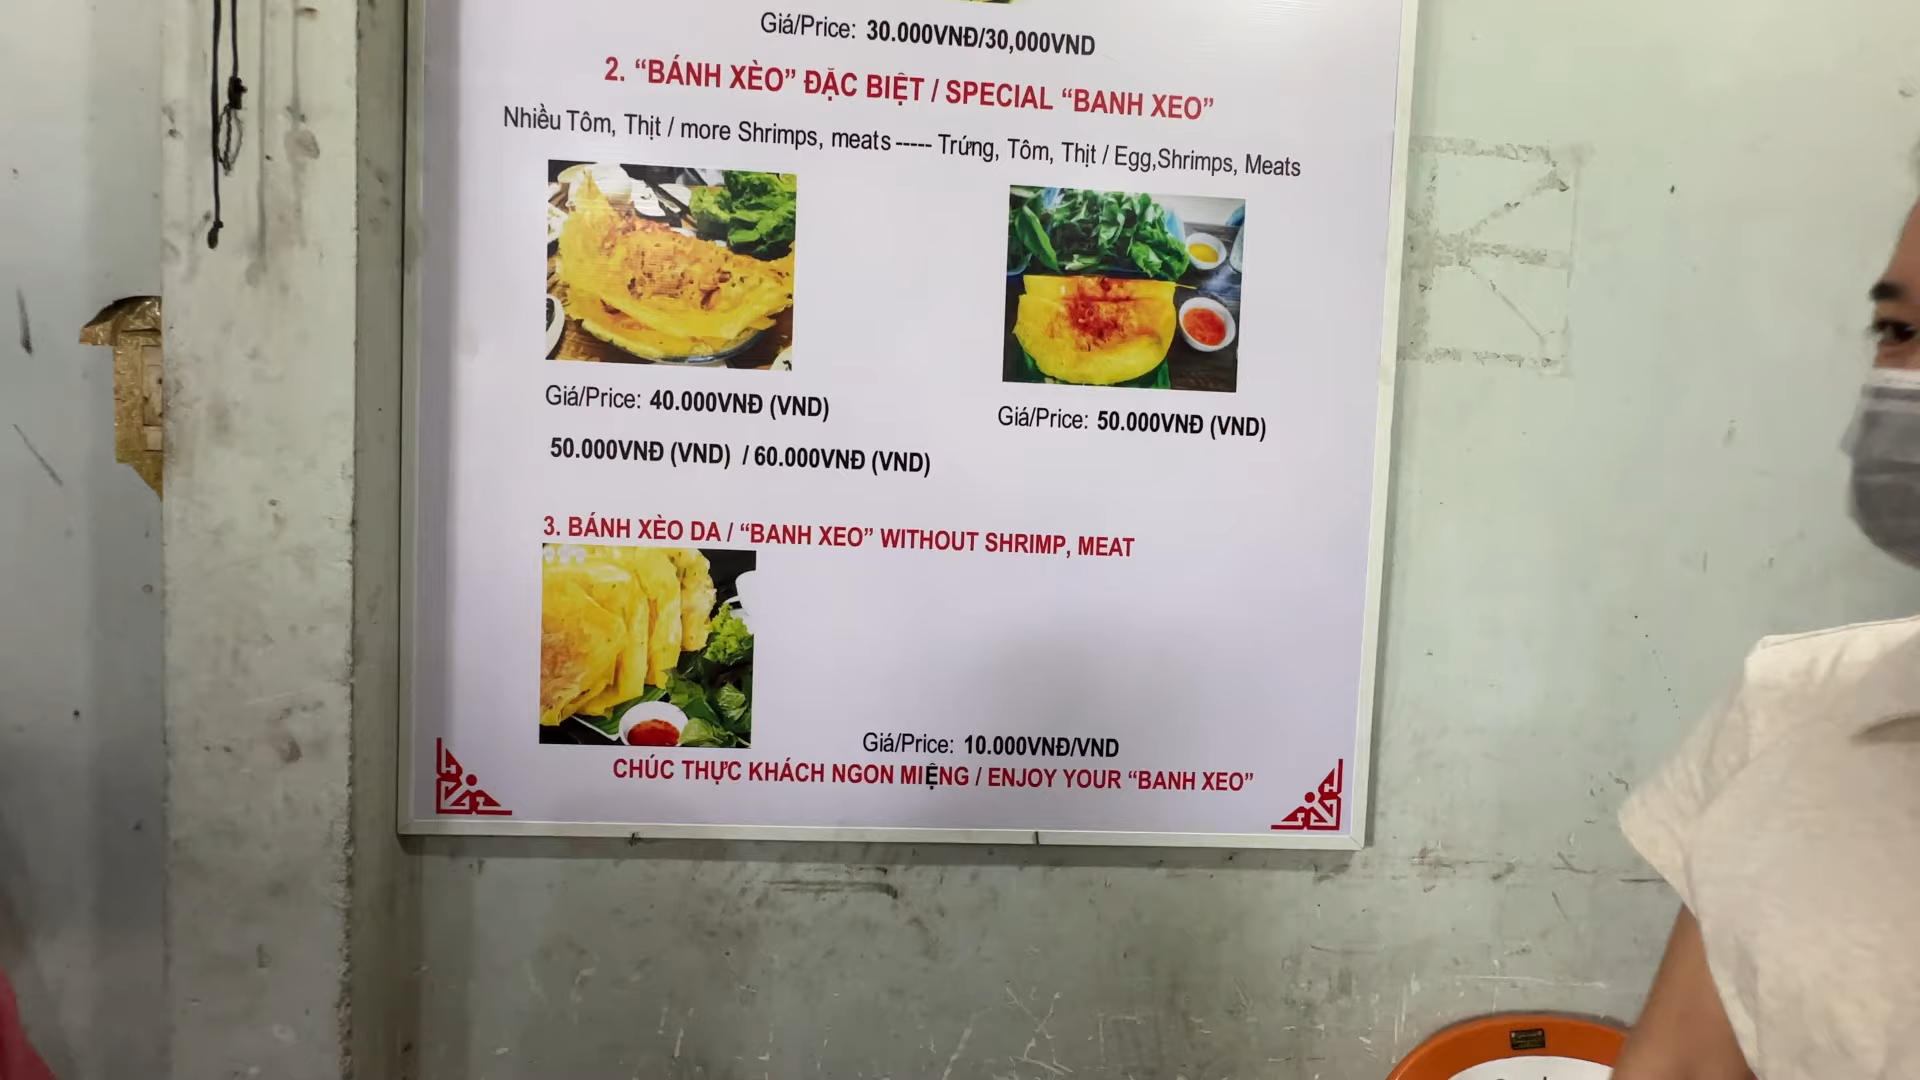 Giá/Price: 30.000VNĐ/30,000VND
2. “BÁNH XÈO” ĐẶC BIỆT / SPECIAL “BANH XEO”
Nhiều Tôm, Thịt / more Shrimps, meats ----- Trứng, Tôm, Thịt / Egg,Shrimps, Meats
Giá/Price: 40.000VNĐ (VND)
Giá/Price: 50.000VNĐ (VND)
50.000VNĐ (VND) / 60.000VNĐ (VND)
3. BÁNH XÈO DA / “BANH XEO” WITHOUT SHRIMP, MEAT
Giá/Price: 10.000VNĐ/VND
CHÚC THỰC KHÁCH NGON MIỆNG / ENJOY YOUR “BANH XEO”